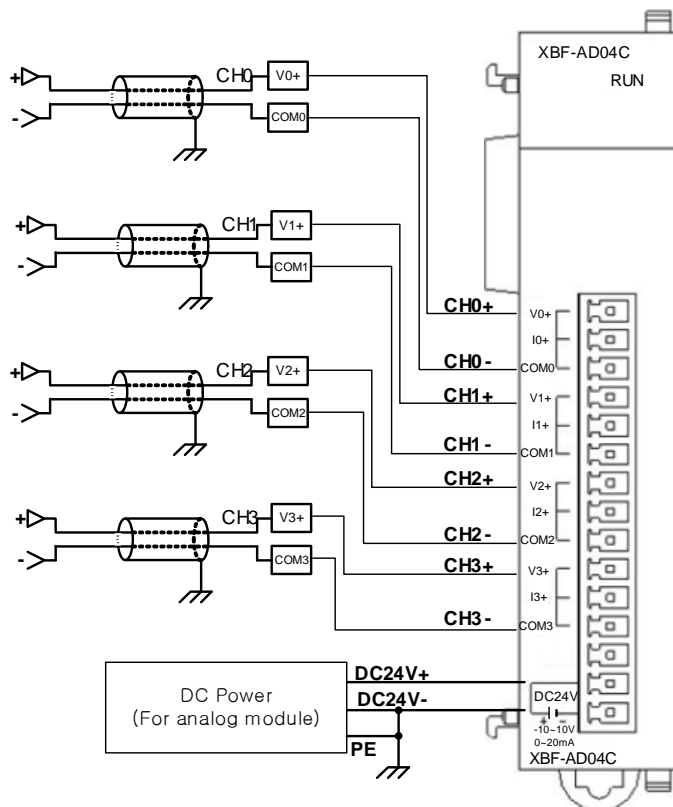 XBF-AD04C
RUN
+
CH0
V0+
-
COM0
+
CH1
V1+
-
COM1
+
CH2
V2+
-
COM2
+
CH3
V3+
-
COM3
CH0+
CH0-
CH1+
CH1-
CH2+
CH2-
CH3+
CH3-
V0+
I0+
COM0
V1+
I1+
COM1
V2+
I2+
COM2
V3+
I3+
COM3
DC Power
(For analog module)
DC24V+
DC24V-
PE
DC24V
+ -
-10~10V
0~20mA
XBF-AD04C